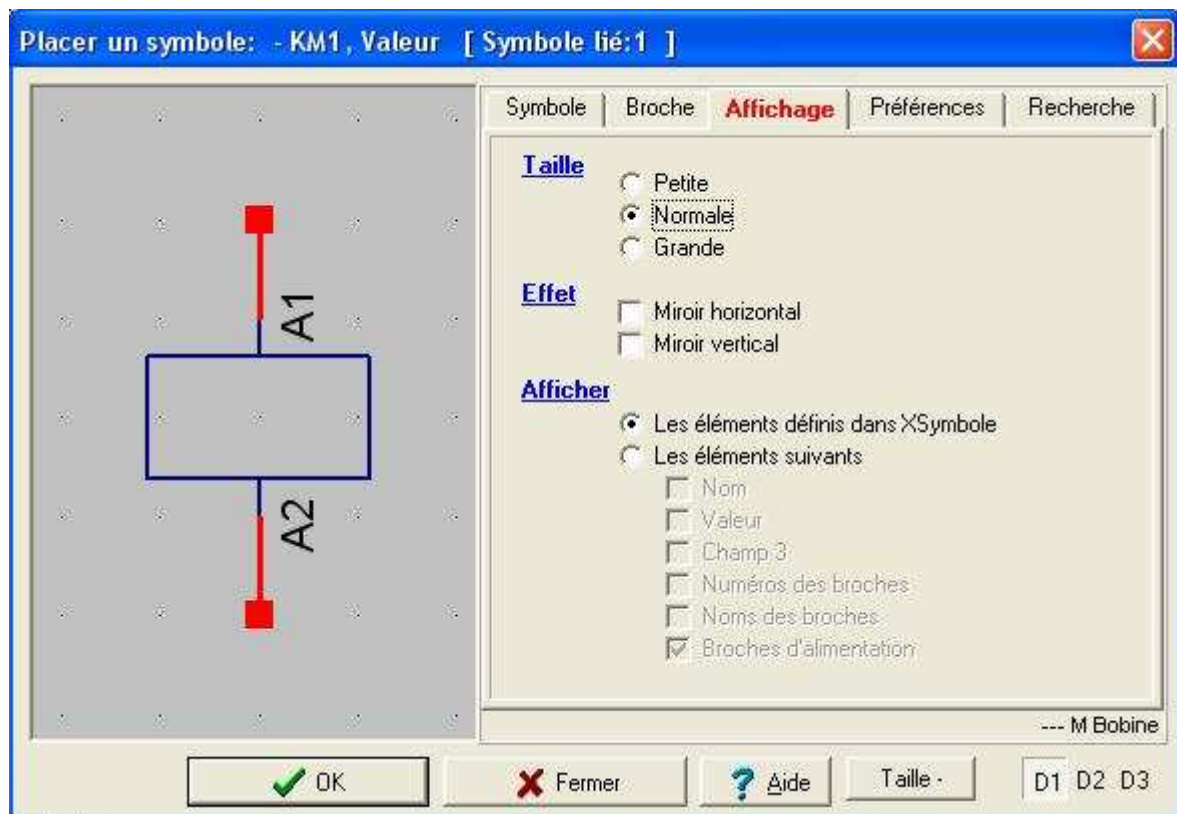 Placer un symbole: - KM1, Valeur [ Symbole lié:1 ]
Symbole Broche Affichage Préférences Recherche
Taille
Petite
Normale
Grande
Effet
Miroir horizontal
Miroir vertical
Afficher
Les éléments définis dans XSymbole
Les éléments suivants
Nom
Valeur
Champ 3
Numéros des broches
Noms des broches
Broches d'alimentation
A1
A2
--- M Bobine
OK Fermer Aide Taille - D1 D2 D3